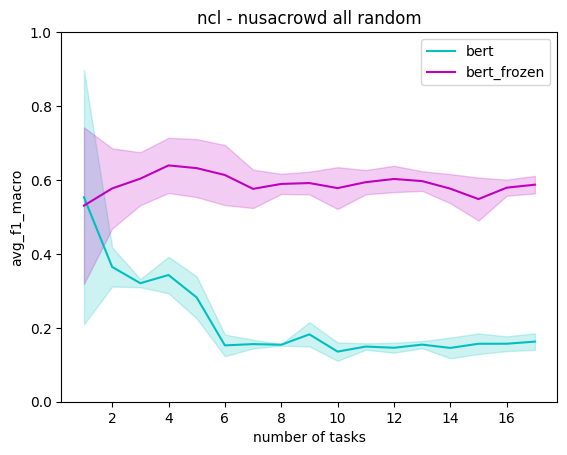 ncl - nusacrowd all random
bert
bert_frozen
avg_f1_macro
1.0
0.8
0.6
0.4
0.2
0.0
2 4 6 8 10 12 14 16
number of tasks